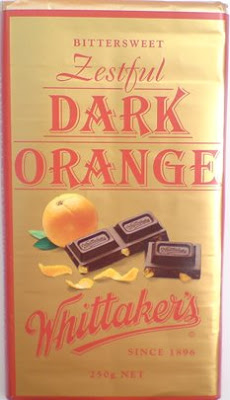 BITTERSWEET
Zestful
DARK
ORANGE
Whittaker's
SINCE 1896
250g NET